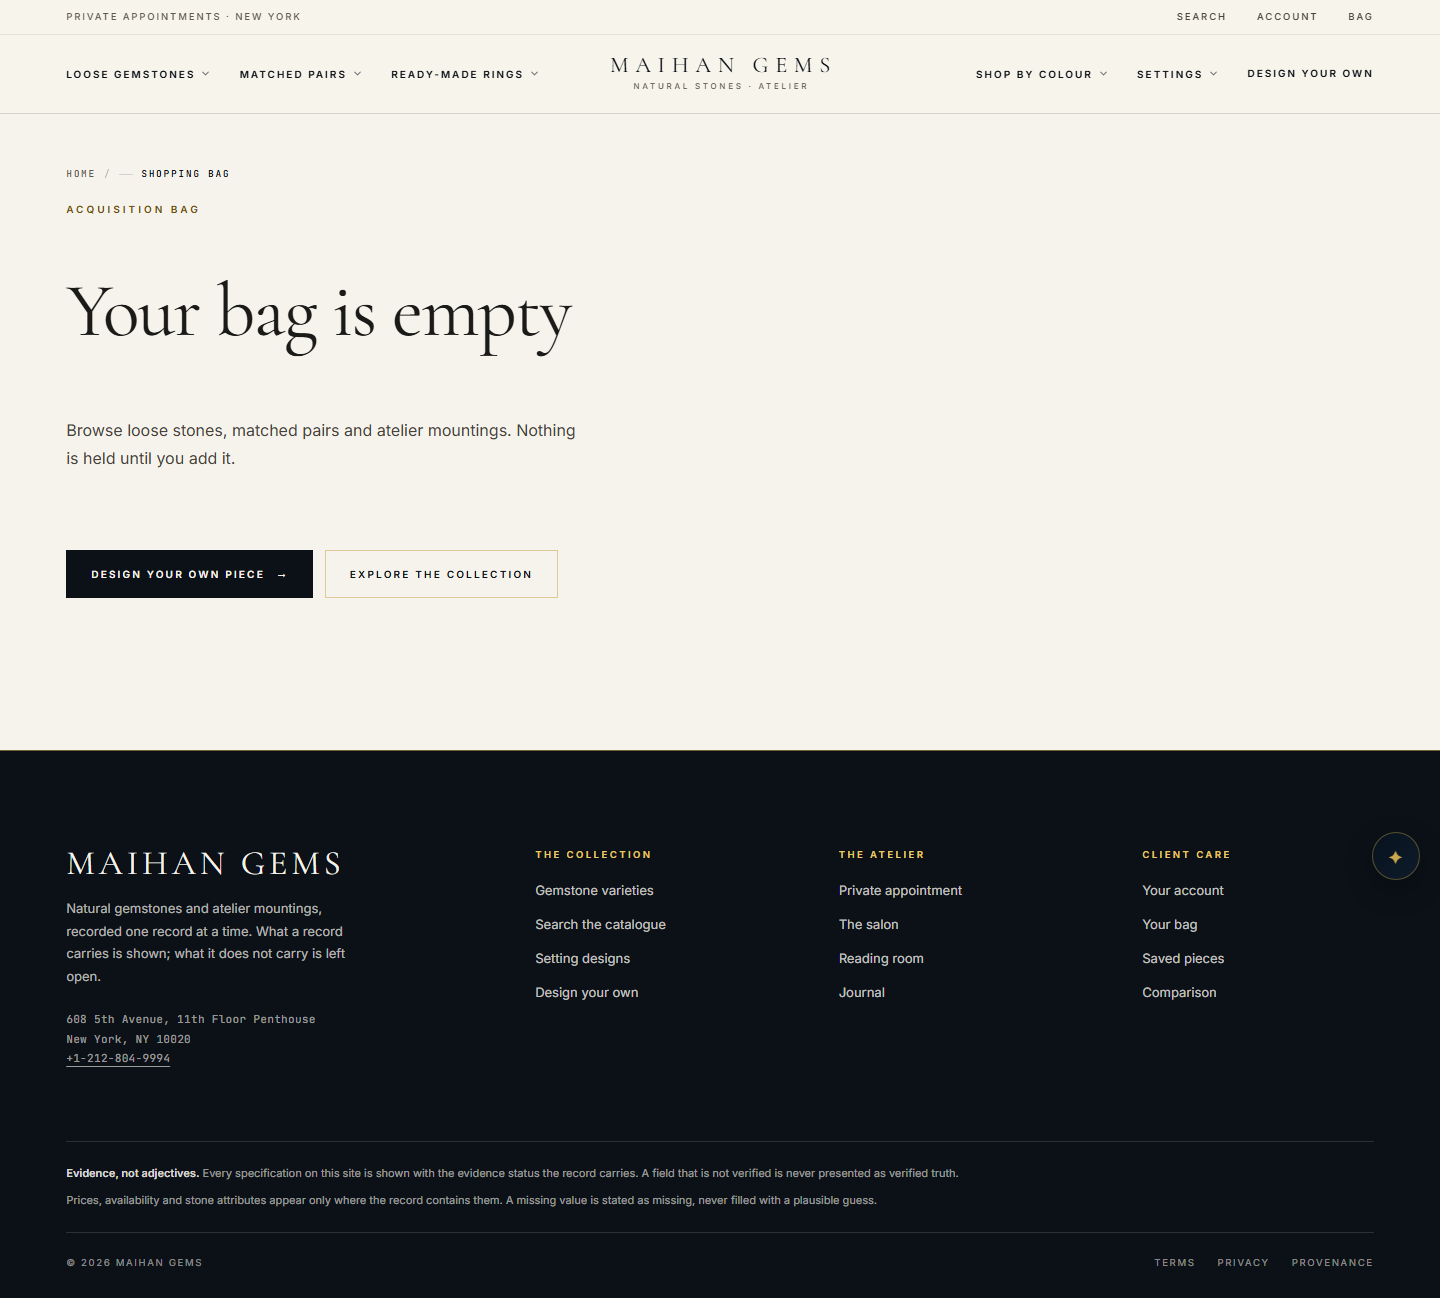 PRIVATE APPOINTMENTS · NEW YORK
SEARCH ACCOUNT BAG
LOOSE GEMSTONES MATCHED PAIRS READY-MADE RINGS
MAIHAN GEMS
NATURAL STONES · ATELIER
SHOP BY COLOUR SETTINGS DESIGN YOUR OWN
HOME / — SHOPPING BAG
ACQUISITION BAG
Your bag is empty
Browse loose stones, matched pairs and atelier mountings. Nothing
is held until you add it.
DESIGN YOUR OWN PIECE →
EXPLORE THE COLLECTION
MAIHAN GEMS
Natural gemstones and atelier mountings,
recorded one record at a time. What a record
carries is shown; what it does not carry is left
open.
608 5th Avenue, 11th Floor Penthouse
New York, NY 10020
+1-212-804-9994
THE COLLECTION
Gemstone varieties
Search the catalogue
Setting designs
Design your own
THE ATELIER
Private appointment
The salon
Reading room
Journal
CLIENT CARE
Your account
Your bag
Saved pieces
Comparison
Evidence, not adjectives. Every specification on this site is shown with the evidence status the record carries. A field that is not verified is never presented as verified truth.
Prices, availability and stone attributes appear only where the record contains them. A missing value is stated as missing, never filled with a plausible guess.
© 2026 MAIHAN GEMS
TERMS PRIVACY PROVENANCE